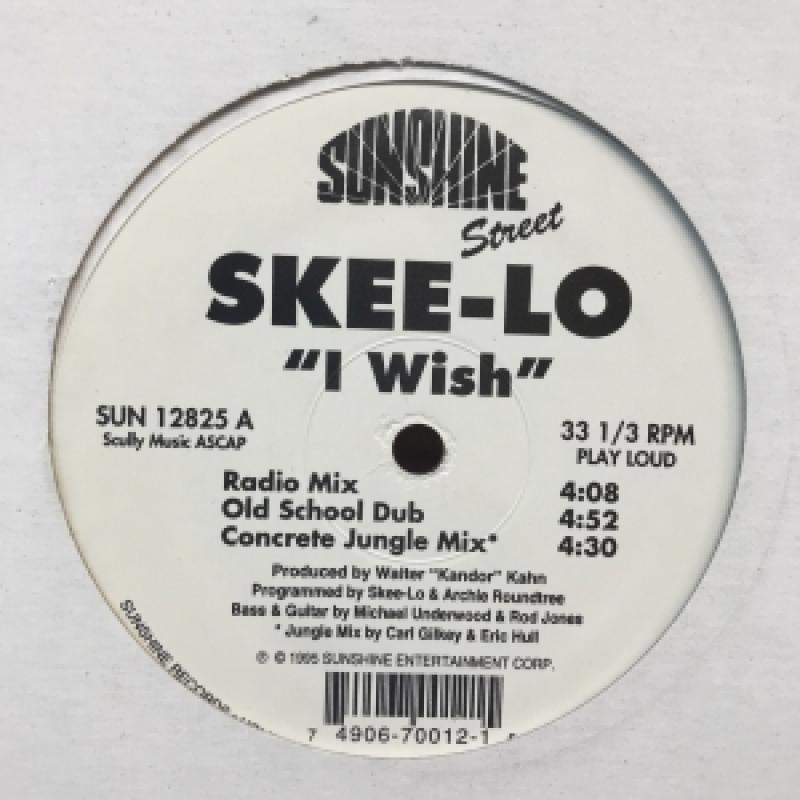 SUNSHINE
Street
SKEE-LO
"I Wish"
SUN 12825 A
Scully Music ASCAP
33 1/3 RPM
PLAY LOUD
Radio Mix 4:08
Old School Dub 4:52
Concrete Jungle Mix* 4:30
Produced by Walter "Kandor" Kahn
Programmed by Skee-Lo & Archie Roundtree
Bass & Guitar by Michael Underwood & Rod Jones
* Jungle Mix by Carl Gilkey & Eric Hull
℗ © 1995 SUNSHINE ENTERTAINMENT CORP.
SUNSHINE RECORDS
7 4906-70012-1